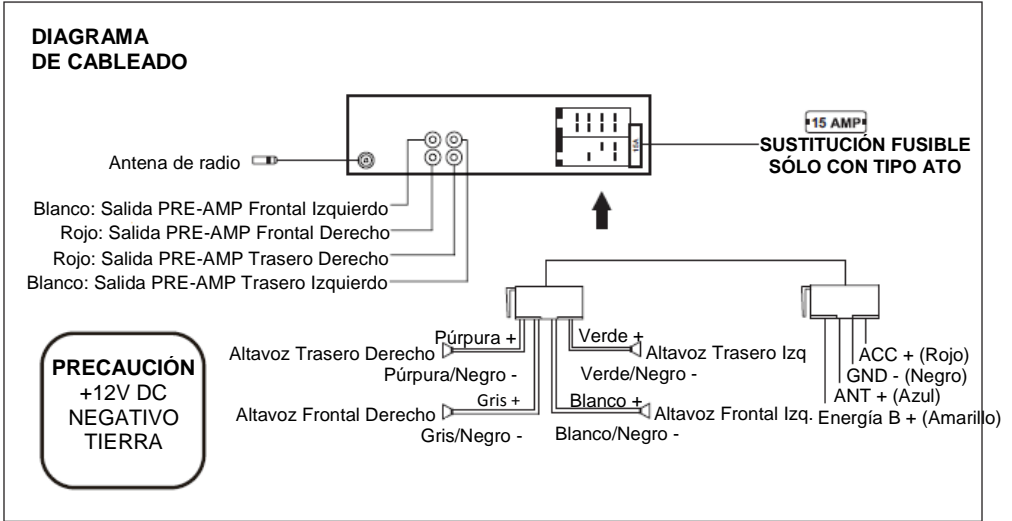 DIAGRAMA
DE CABLEADO
15 AMP
15A
SUSTITUCIÓN FUSIBLE
SÓLO CON TIPO ATO
Antena de radio
Blanco: Salida PRE-AMP Frontal Izquierdo
Rojo: Salida PRE-AMP Frontal Derecho
Rojo: Salida PRE-AMP Trasero Derecho
Blanco: Salida PRE-AMP Trasero Izquierdo
PRECAUCIÓN
+12V DC
NEGATIVO
TIERRA
Púrpura +
Altavoz Trasero Derecho
Púrpura/Negro -
Gris +
Altavoz Frontal Derecho
Gris/Negro -
Verde +
Altavoz Trasero Izq
Verde/Negro -
Blanco +
Altavoz Frontal Izq.
Blanco/Negro -
ACC + (Rojo)
GND - (Negro)
ANT + (Azul)
Energía B + (Amarillo)